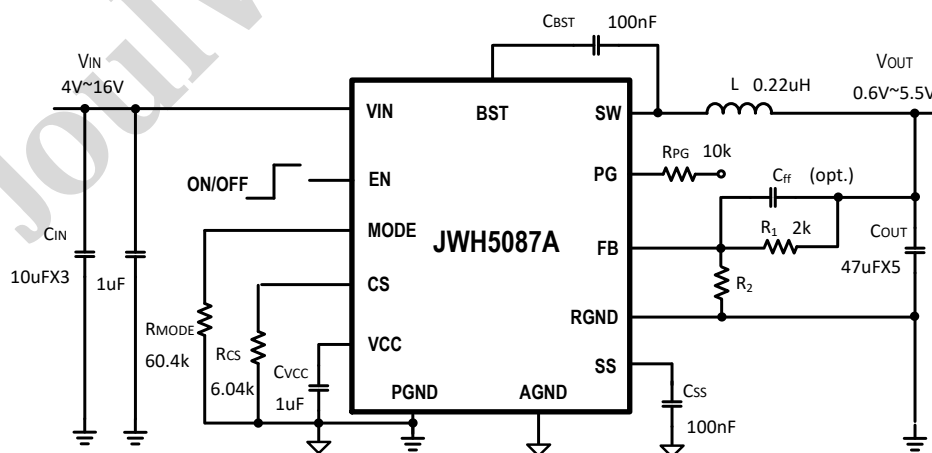 CBST 100nF
VIN
4V~16V
VOUT
0.6V~5.5V
L 0.22uH
VIN
BST
SW
RPG 10k
PG
EN
ON/OFF
Cff (opt.)
MODE
JWH5087A
FB
R1 2k
COUT
47uFX5
CIN
10uFX3
1uF
CS
R2
RGND
RMODE
60.4k
RCS
6.04k
VCC
CVCC
1uF
SS
PGND
AGND
CSS
100nF